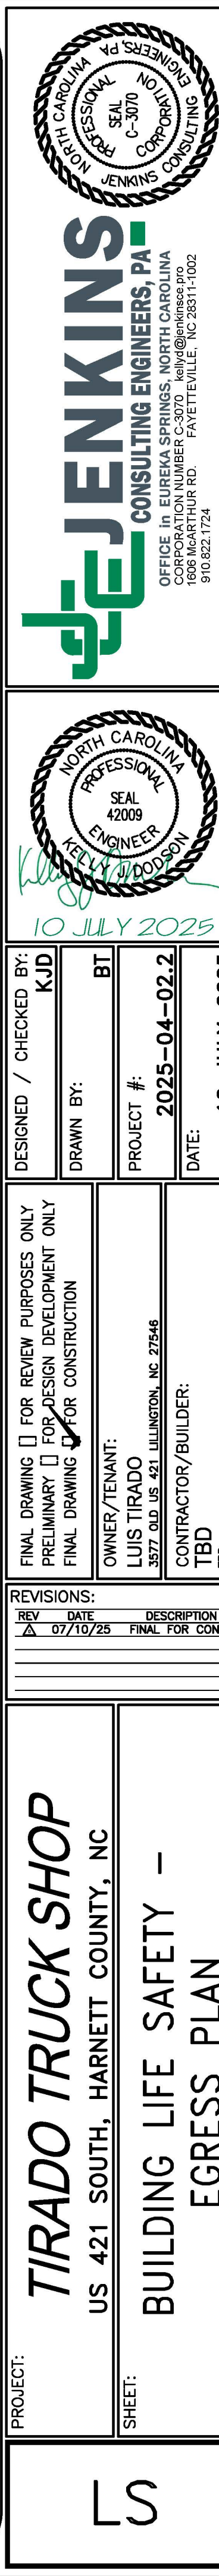 NORTH CAROLINA
PROFESSIONAL
SEAL
C-3070
CORPORATION
JENKINS CONSULTING ENGINEERS, PA
JENKINS
CONSULTING ENGINEERS, PA
OFFICE in EUREKA SPRINGS, NORTH CAROLINA
CORPORATION NUMBER C-3070 kellyd@jenkinsce.pro
1606 McARTHUR RD. FAYETTEVILLE, NC 28311-1002
910.822.1724
NORTH CAROLINA
PROFESSIONAL
SEAL
42009
ENGINEER
KELLY J. DODSON
10 JULY 2025
DESIGNED / CHECKED BY:
KJD
DRAWN BY:
BT
PROJECT #:
2025-04-02.2
DATE:
FINAL DRAWING [] FOR REVIEW PURPOSES ONLY
PRELIMINARY [] FOR DESIGN DEVELOPMENT ONLY
FINAL DRAWING [] FOR CONSTRUCTION
OWNER/TENANT:
LUIS TIRADO
3577 OLD US 421 LILLINGTON, NC 27546
CONTRACTOR/BUILDER:
TBD
REVISIONS:
REV DATE DESCRIPTION
07/10/25 FINAL FOR CON
PROJECT:
TIRADO TRUCK SHOP
US 421 SOUTH, HARNETT COUNTY, NC
SHEET:
BUILDING LIFE SAFETY -
EGRESS PLAN
LS